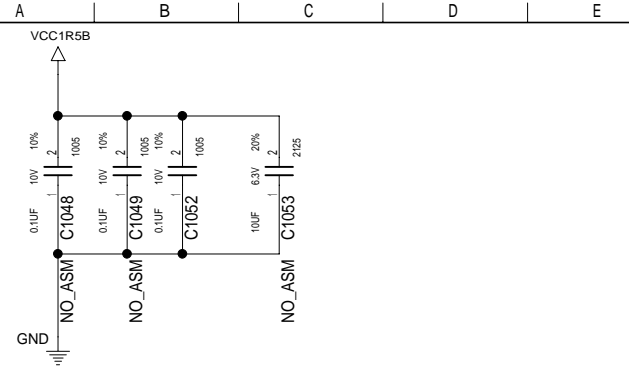 A B C D E
VCC1R5B
10% 2 1005 10V 1 0.1UF C1048 NO_ASM
10% 2 1005 10V 1 0.1UF C1049 NO_ASM
10% 2 1005 10V 1 0.1UF C1052
20% 2 2125 6.3V 1 10UF C1053 NO_ASM
GND